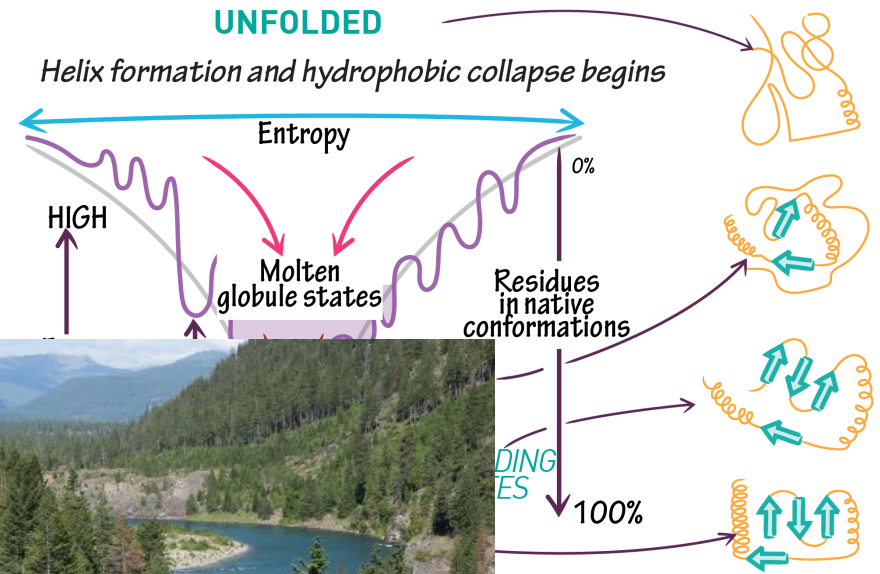 UNFOLDED
Helix formation and hydrophobic collapse begins
Entropy
0%
HIGH
Molten
globule states
Residues
in native
conformations
100%